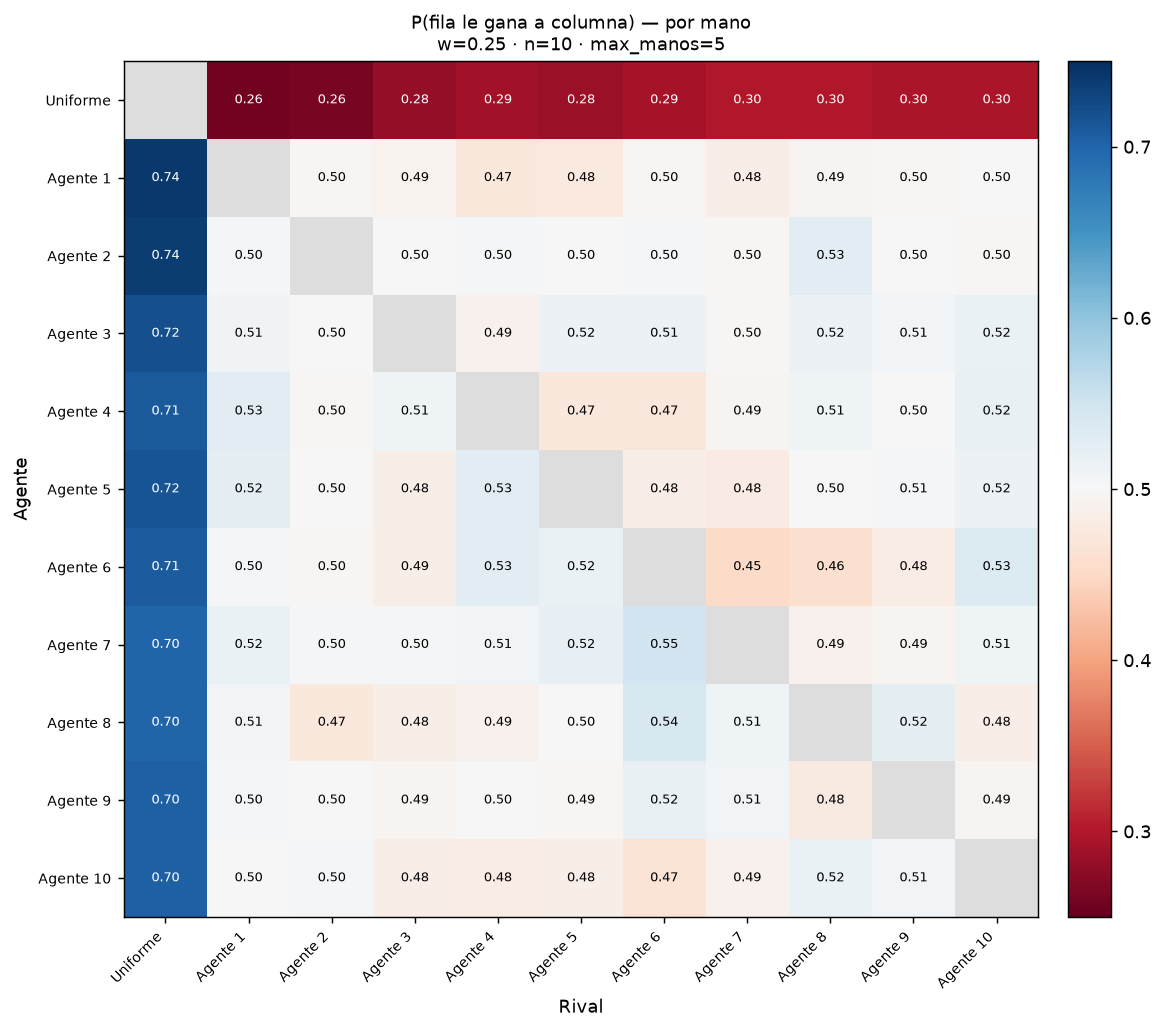 P(fila le gana a columna) — por mano
w=0.25 · n=10 · max_manos=5
Agente
Uniforme 0.26 0.26 0.28 0.29 0.28 0.29 0.30 0.30 0.30 0.30
Agente 1 0.74 0.50 0.49 0.47 0.48 0.50 0.48 0.49 0.50 0.50
Agente 2 0.74 0.50 0.50 0.50 0.50 0.50 0.50 0.53 0.50 0.50
Agente 3 0.72 0.51 0.50 0.49 0.52 0.51 0.50 0.52 0.51 0.52
Agente 4 0.71 0.53 0.50 0.51 0.47 0.47 0.49 0.51 0.50 0.52
Agente 5 0.72 0.52 0.50 0.48 0.53 0.48 0.48 0.50 0.51 0.52
Agente 6 0.71 0.50 0.50 0.49 0.53 0.52 0.45 0.46 0.48 0.53
Agente 7 0.70 0.52 0.50 0.50 0.51 0.52 0.55 0.49 0.49 0.51
Agente 8 0.70 0.51 0.47 0.48 0.49 0.50 0.54 0.51 0.52 0.48
Agente 9 0.70 0.50 0.50 0.49 0.50 0.49 0.52 0.51 0.48 0.49
Agente 10 0.70 0.50 0.50 0.48 0.48 0.48 0.47 0.49 0.52 0.51
Uniforme Agente 1 Agente 2 Agente 3 Agente 4 Agente 5 Agente 6 Agente 7 Agente 8 Agente 9 Agente 10
Rival
0.7
0.6
0.5
0.4
0.3